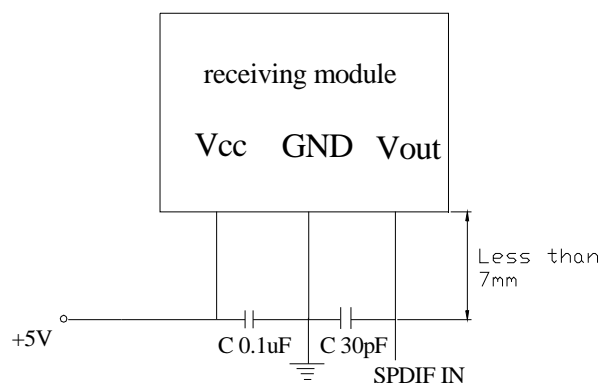 receiving module
Vcc GND Vout
Less than
7mm
+5V
C 0.1uF C 30pF
SPDIF IN